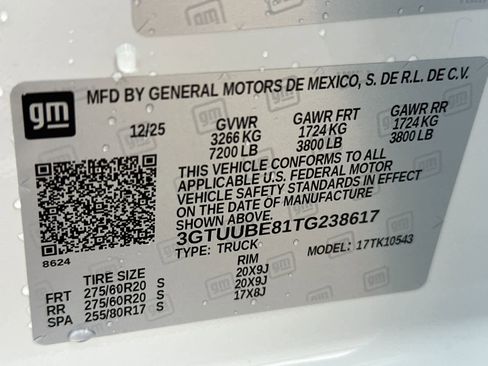 gm
MFD BY GENERAL MOTORS DE MEXICO, S. DE R.L. DE C.V.
12/25 GVWR GAWR FRT GAWR RR
3266 KG 1724 KG 1724 KG
7200 LB 3800 LB 3800 LB
THIS VEHICLE CONFORMS TO ALL
APPLICABLE U.S. FEDERAL MOTOR
VEHICLE SAFETY STANDARDS IN EFFECT
ON THE DATE OF MANUFACTURE
SHOWN ABOVE.
3GTUUBE81TG238617
8624
TYPE: TRUCK MODEL: 17TK10543
TIRE SIZE RIM
FRT 275/60R20 S 20X9J
RR 275/60R20 S 20X9J
SPA 255/80R17 S 17X8J